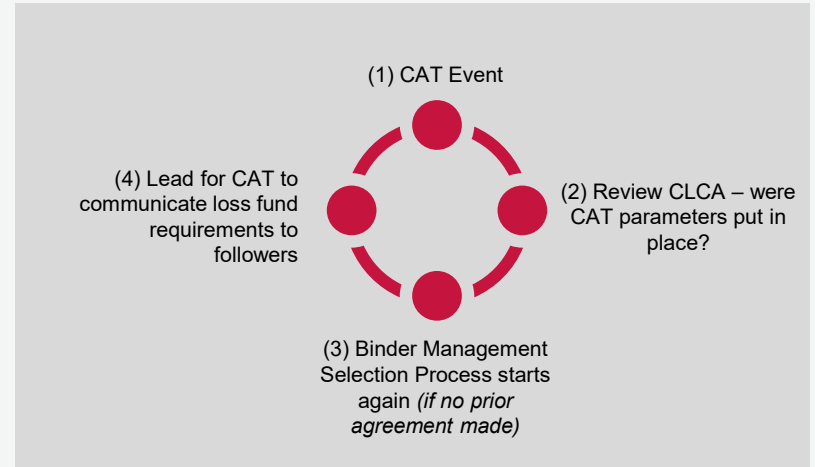 (1) CAT Event
(2) Review CLCA – were
CAT parameters put in
place?
(3) Binder Management
Selection Process starts
again (if no prior
agreement made)
(4) Lead for CAT to
communicate loss fund
requirements to
followers